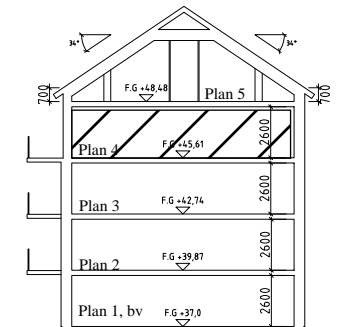 34° 34°
F.G +48,48
700 Plan 5 700
Plan 4 F.G +45,61 2600
Plan 3 F.G +42,74 2600
Plan 2 F.G +39,87 2600
Plan 1, bv F.G +37,0 2600